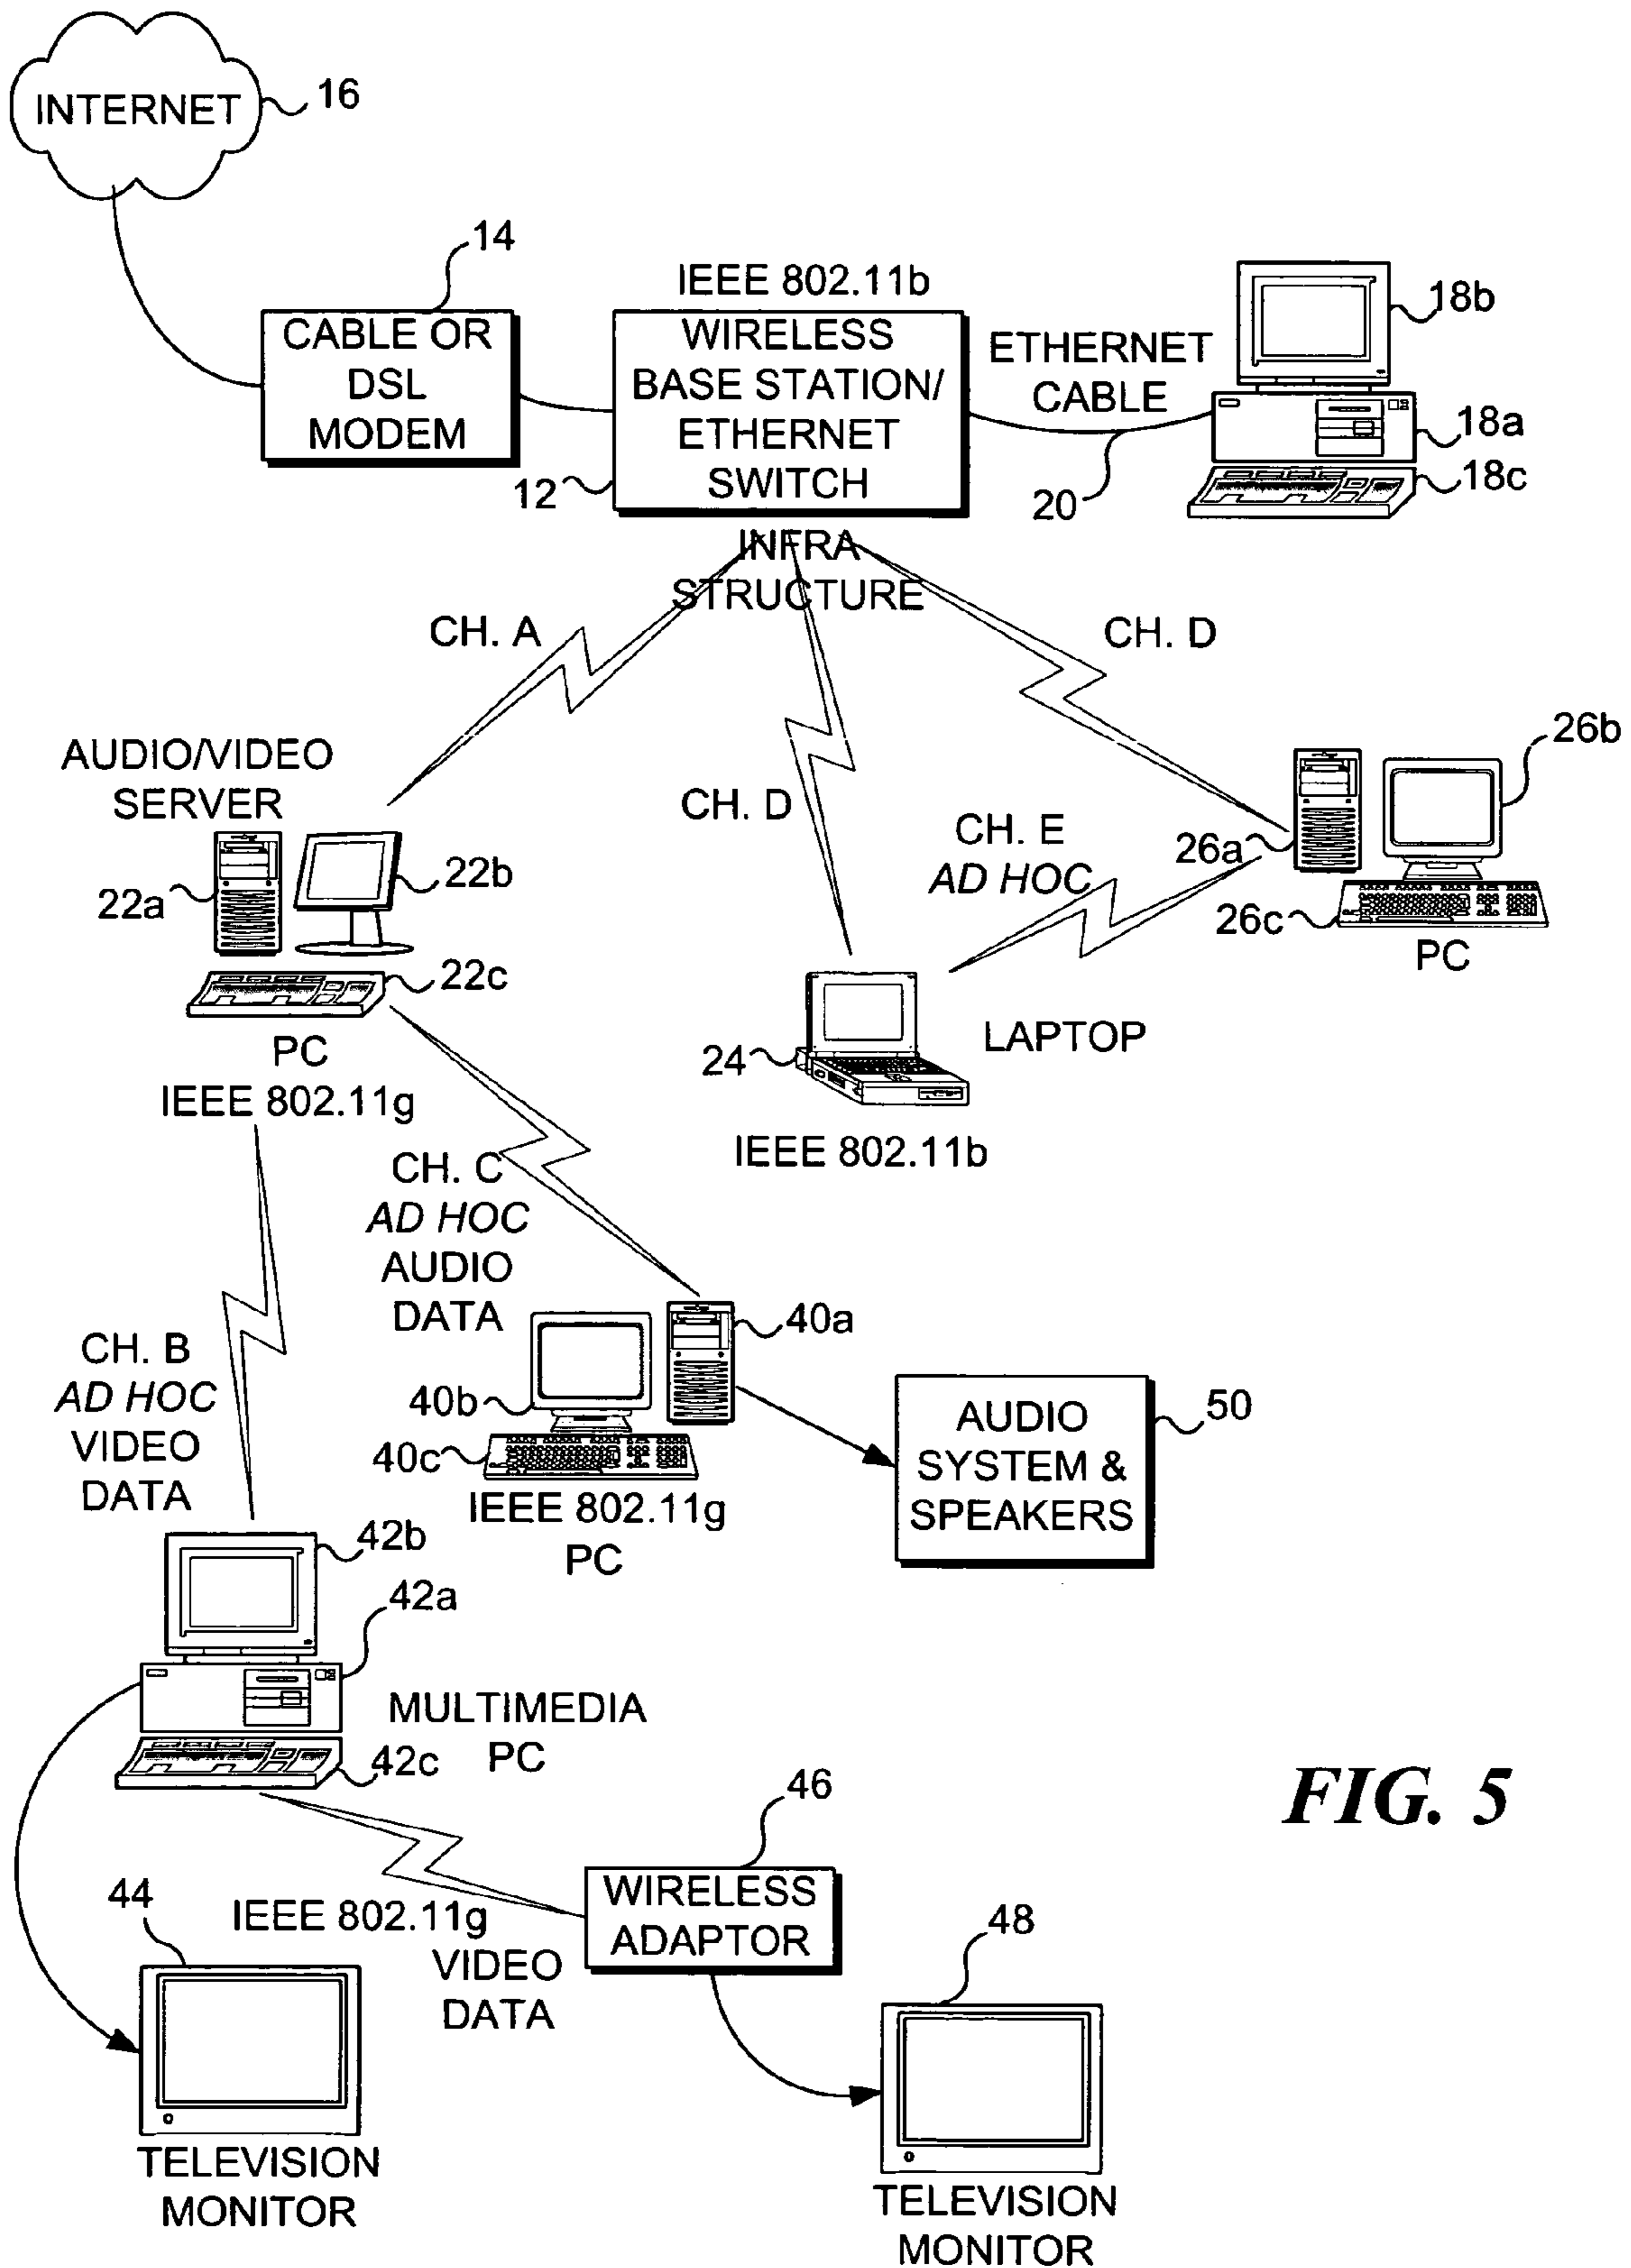 INTERNET
16
14
CABLE OR
DSL
MODEM
IEEE 802.11b
WIRELESS
BASE STATION/
ETHERNET
SWITCH
12
ETHERNET
CABLE
20
18b
18a
18c
INFRA
STRUCTURE
CH. A
CH. D
CH. D
AUDIO/VIDEO
SERVER
22a
22b
22c
PC
IEEE 802.11g
CH. E
AD HOC
26a
26b
26c
PC
24
LAPTOP
IEEE 802.11b
CH. C
AD HOC
AUDIO
DATA
40a
40b
40c
IEEE 802.11g
PC
AUDIO
SYSTEM &
SPEAKERS
50
CH. B
AD HOC
VIDEO
DATA
42b
42a
42c
MULTIMEDIA
PC
FIG. 5
44
IEEE 802.11g
VIDEO
DATA
46
WIRELESS
ADAPTOR
48
TELEVISION
MONITOR
TELEVISION
MONITOR